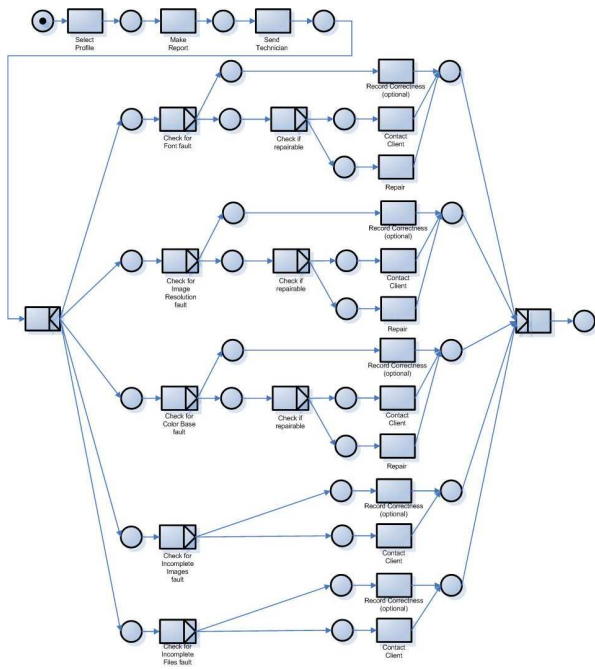 Select
Profile
Make
Report
Send
Technician
Record Correctness
(optional)
Check for
Font fault
Check if
repairable
Contact
Client
Repair
Record Correctness
(optional)
Check for
Image
Resolution
fault
Check if
repairable
Contact
Client
Repair
Record Correctness
(optional)
Check for
Color Base
fault
Check if
repairable
Contact
Client
Repair
Record Correctness
(optional)
Check for
Incomplete
Images
fault
Contact
Client
Record Correctness
(optional)
Check for
Incomplete
Files fault
Contact
Client